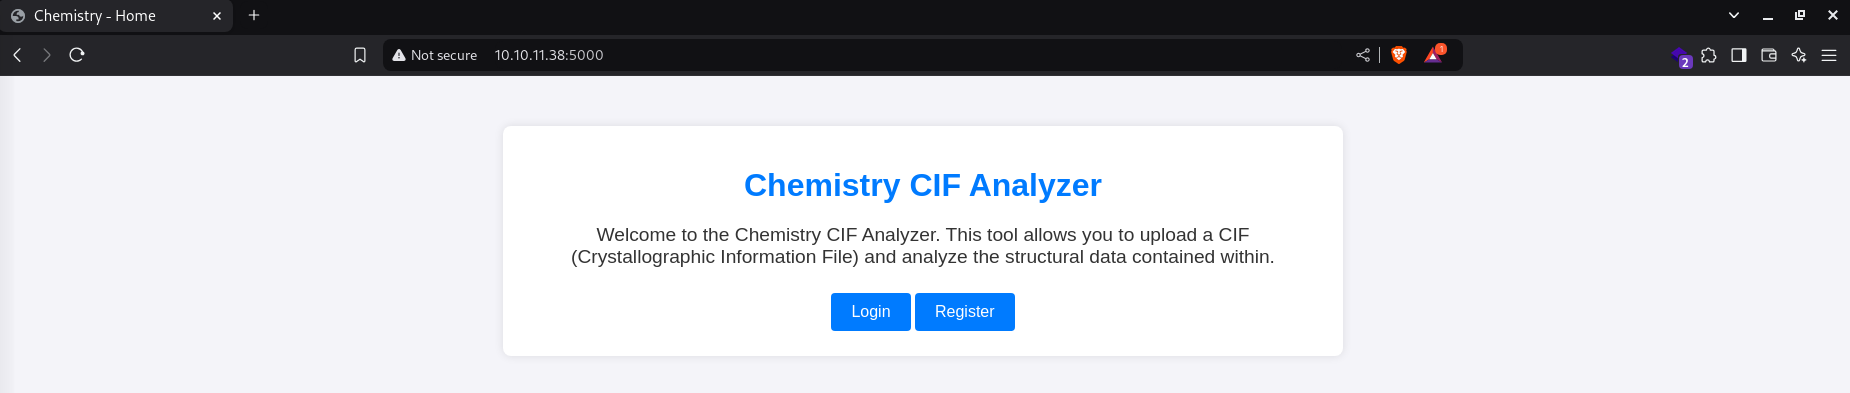 Chemistry - Home
Not secure 10.10.11.38:5000
1
2
Chemistry CIF Analyzer
Welcome to the Chemistry CIF Analyzer. This tool allows you to upload a CIF
(Crystallographic Information File) and analyze the structural data contained within.
Login Register